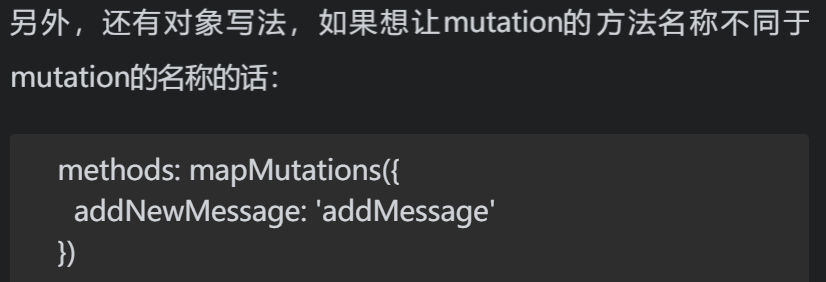 另外，还有对象写法，如果想让mutation的方法名称不同于
mutation的名称的话：
methods: mapMutations({
  addNewMessage: 'addMessage'
})